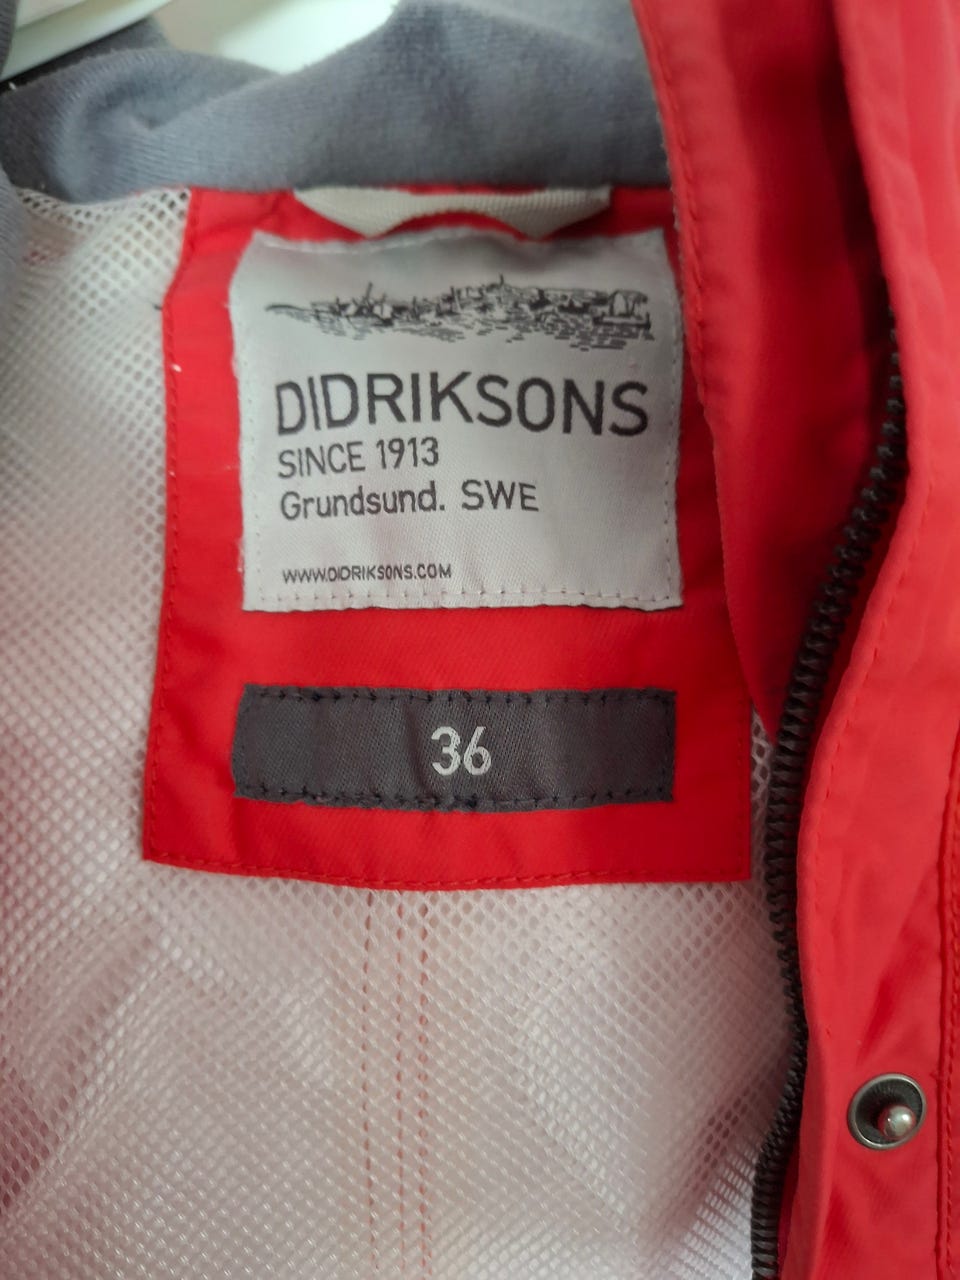 DIDRIKSONS
SINCE 1913
Grundsund. SWE
WWW.DIDRIKSONS.COM
36